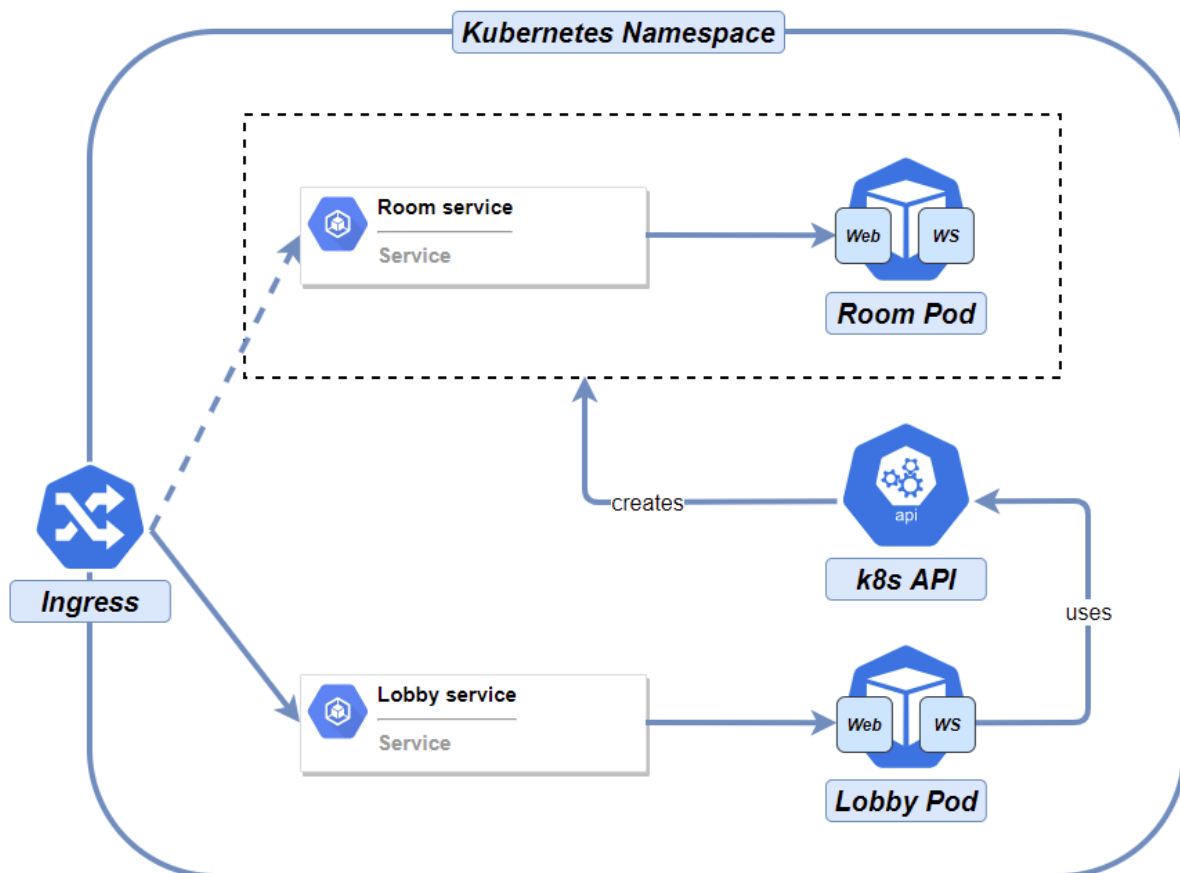 Kubernetes Namespace
Room service
Service
Web
WS
Room Pod
creates
api
k8s API
Ingress
uses
Lobby service
Service
Web
WS
Lobby Pod